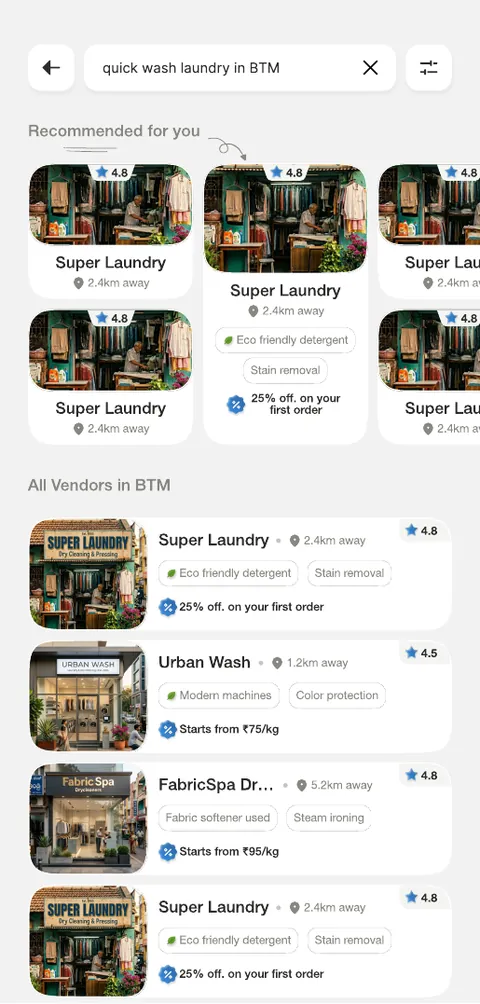 quick wash laundry in BTM
Recommended for you
4.8
Super Laundry
2.4km away
4.8
Super Laundry
2.4km away
4.8
Super Laundry
2.4km away
Eco friendly detergent
Stain removal
25% off. on your
first order
4.8
Super Lau
2.4km a
4.8
Super Lau
2.4km a
All Vendors in BTM
SUPER LAUNDRY
Dry Cleaning & Pressing
Super Laundry
2.4km away
4.8
Eco friendly detergent
Stain removal
25% off. on your first order
URBAN WASH
Urban Wash
1.2km away
4.5
Modern machines
Color protection
Starts from ₹75/kg
FabricSpa
Drycleaners
FabricSpa Dr...
5.2km away
4.8
Fabric softener used
Steam ironing
Starts from ₹95/kg
SUPER LAUNDRY
Dry Cleaning & Pressing
Super Laundry
2.4km away
4.8
Eco friendly detergent
Stain removal
25% off. on your first order